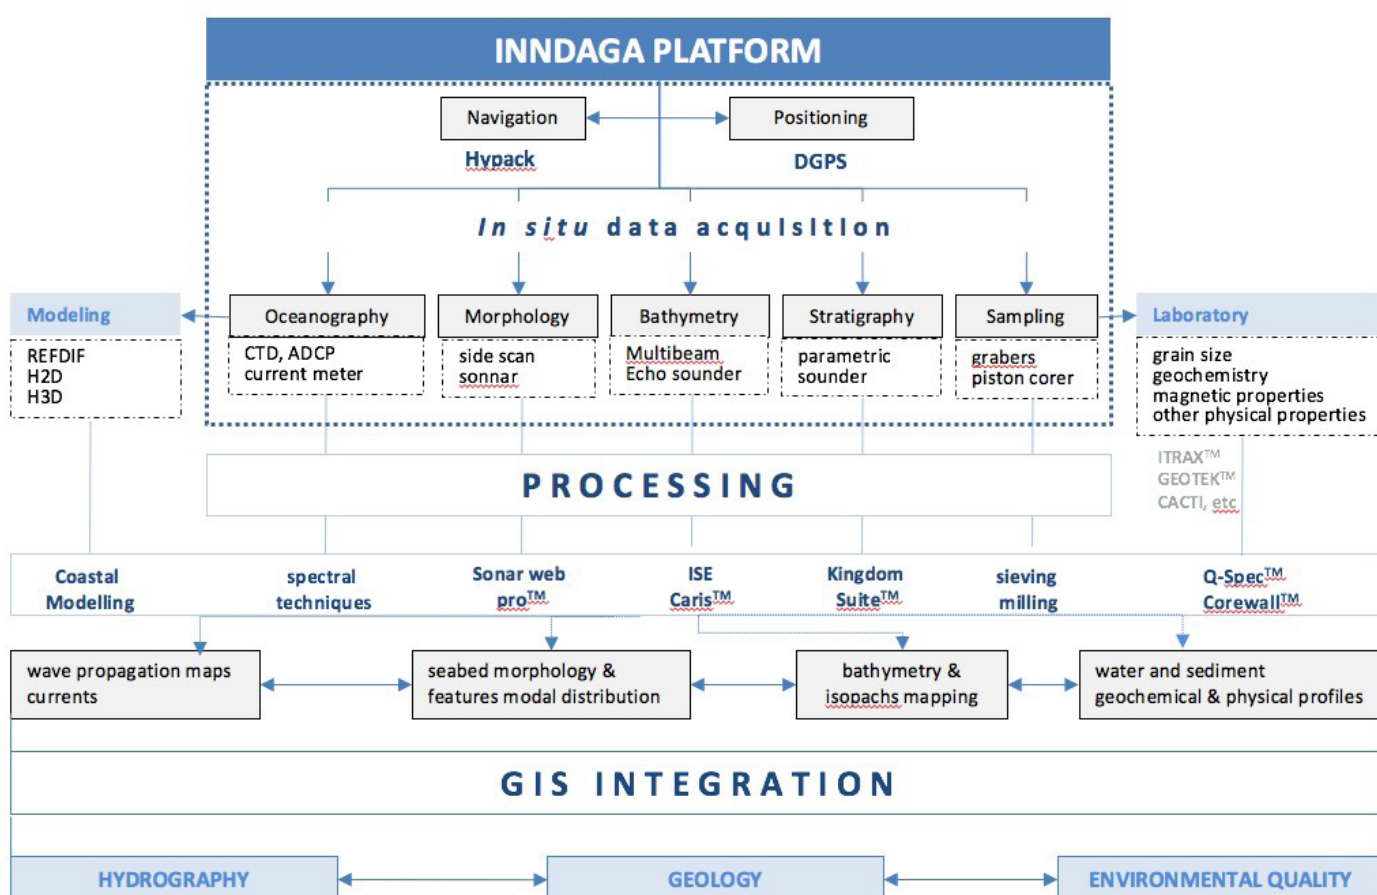 INNDAGA PLATFORM
Navigation
Positioning
Hypack
DGPS
In situ data acquisition
Modeling
Oceanography
Morphology
Bathymetry
Stratigraphy
Sampling
Laboratory
REFDIF
H2D
H3D
CTD, ADCP
current meter
side scan
sonnar
Multibeam
Echo sounder
parametric
sounder
grabers
piston corer
grain size
geochemistry
magnetic properties
other physical properties
ITRAX™
GEOTEK™
CACTI, etc
PROCESSING
Coastal
Modelling
spectral
techniques
Sonar web
pro™
ISE
Caris™
Kingdom
Suite™
sieving
milling
Q-Spec™
Corewall™
wave propagation maps
currents
seabed morphology &
features modal distribution
bathymetry &
isopachs mapping
water and sediment
geochemical & physical profiles
GIS INTEGRATION
HYDROGRAPHY
GEOLOGY
ENVIRONMENTAL QUALITY